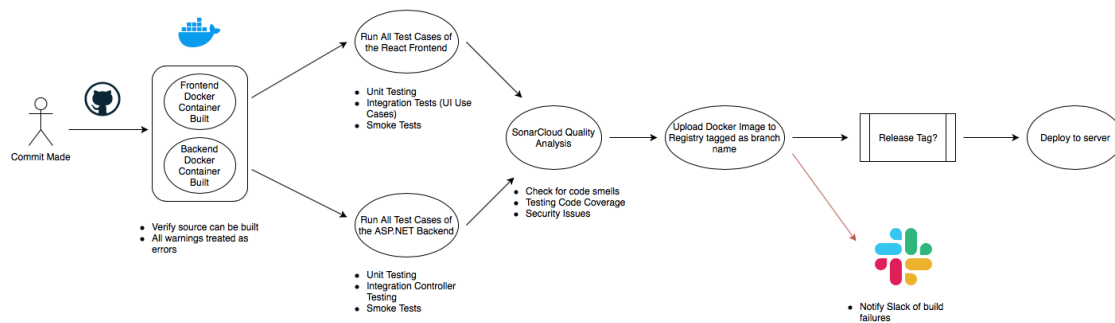 Commit Made
Frontend
Docker
Container
Built
Backend
Docker
Container
Built
• Verify source can be built
• All warnings treated as
errors
Run All Test Cases of
the React Frontend
• Unit Testing
• Integration Tests (UI Use
Cases)
• Smoke Tests
Run All Test Cases of
the ASP.NET Backend
• Unit Testing
• Integration Controller
Testing
• Smoke Tests
SonarCloud Quality
Analysis
• Check for code smells
• Testing Code Coverage
• Security Issues
Upload Docker Image to
Registry tagged as branch
name
Release Tag?
Deploy to server
• Notify Slack of build
failures